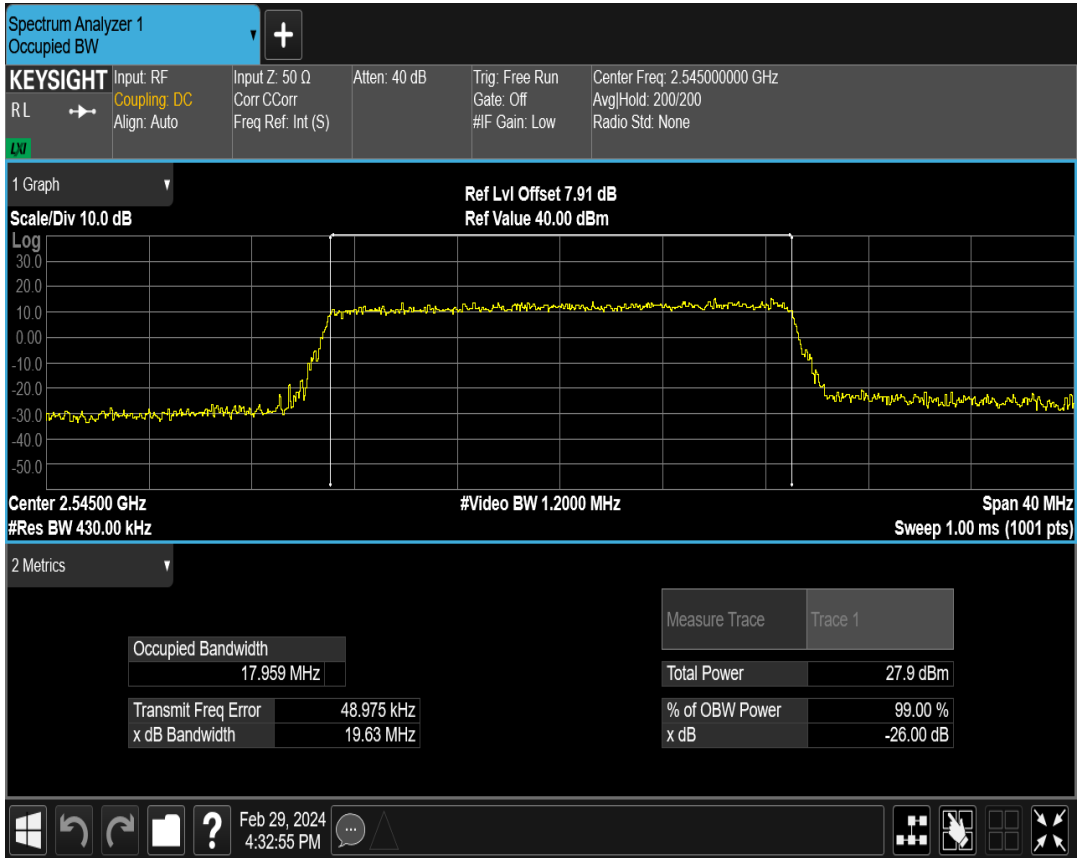 Spectrum Analyzer 1
Occupied BW
+
KEYSIGHT
R L
LXI
Input: RF
Coupling: DC
Align: Auto
Input Z: 50 Ω
Corr CCorr
Freq Ref: Int (S)
Atten: 40 dB
Trig: Free Run
Gate: Off
#IF Gain: Low
Center Freq: 2.545000000 GHz
Avg|Hold: 200/200
Radio Std: None
1 Graph
Scale/Div 10.0 dB
Ref Lvl Offset 7.91 dB
Ref Value 40.00 dBm
Log
30.0
20.0
10.0
0.00
-10.0
-20.0
-30.0
-40.0
-50.0
Center 2.54500 GHz
#Video BW 1.2000 MHz
Span 40 MHz
#Res BW 430.00 kHz
Sweep 1.00 ms (1001 pts)
2 Metrics
Measure Trace
Trace 1
Occupied Bandwidth
17.959 MHz
Total Power
27.9 dBm
Transmit Freq Error
48.975 kHz
% of OBW Power
99.00 %
x dB Bandwidth
19.63 MHz
x dB
-26.00 dB
?
Feb 29, 2024
4:32:55 PM